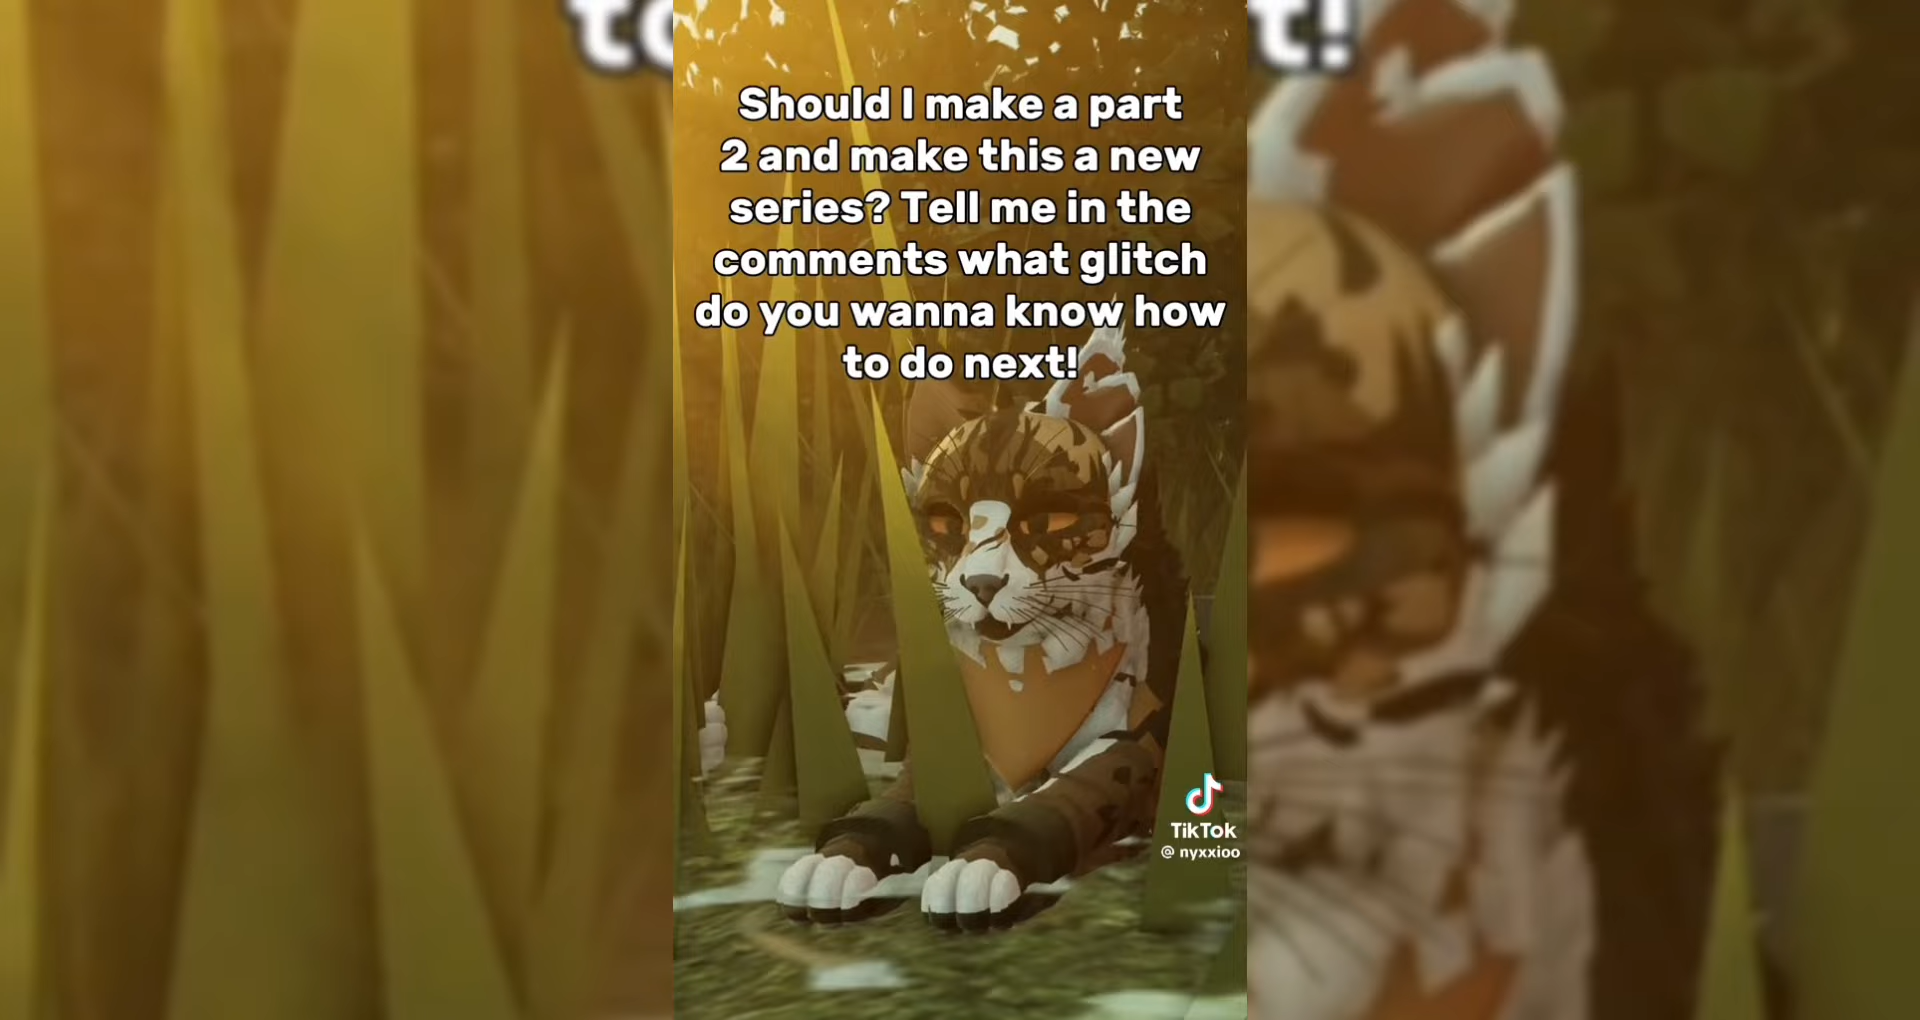 to
t!
Should I make a part
2 and make this a new
series? Tell me in the
comments what glitch
do you wanna know how
to do next!
TikTok
@ nyxxioo